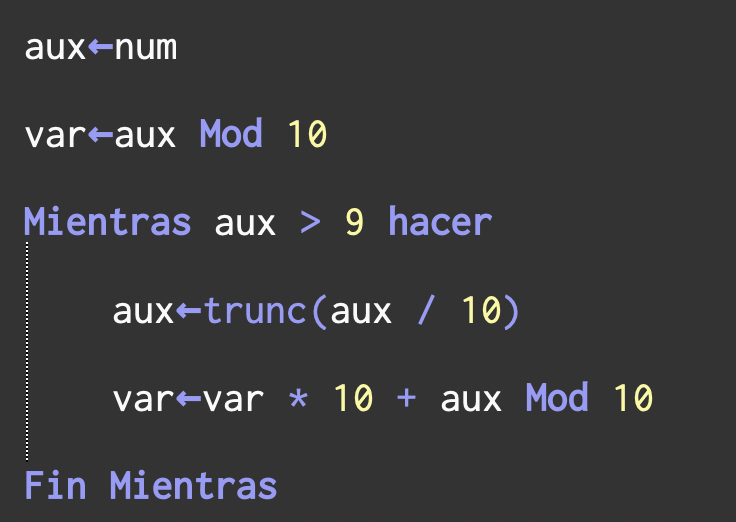 aux←num
var←aux Mod 10
Mientras aux > 9 hacer
aux←trunc(aux / 10)
var←var * 10 + aux Mod 10
Fin Mientras